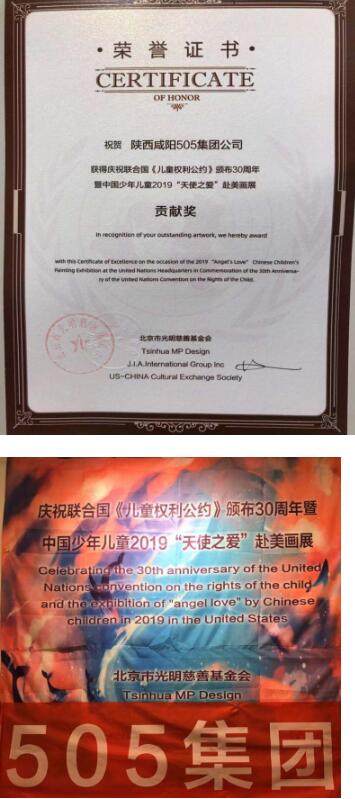 ·荣誉证书·
CERTIFICATE
OF HONOR
祝贺 陕西咸阳505集团公司
获得庆祝联合国《儿童权利公约》颁布30周年
暨中国少年儿童2019“天使之爱”赴美画展
贡献奖
In recognition of your outstanding artwork, we hereby award
with this Certificate of Excellence on the occasion of the 2019 "Angel's Love" Chinese Children's
Painting Exhibition at the United Nations Headquarters in Commemoration of the 30th Anniversa-
ry of the United Nations Convention on the Rights of the Child.
北京市光明慈善基金会
Tsinhua MP Design
J.I.A.International Group Inc
US-CHINA Cultural Exchange Society
庆祝联合国《儿童权利公约》颁布30周年暨
中国少年儿童2019“天使之爱”赴美画展
Celebrating the 30th anniversary of the United
Nations convention on the rights of the child
and the exhibition of "angel love" by Chinese
children in 2019 in the United States
北京市光明慈善基金会
Tsinhua MP Design
505集团